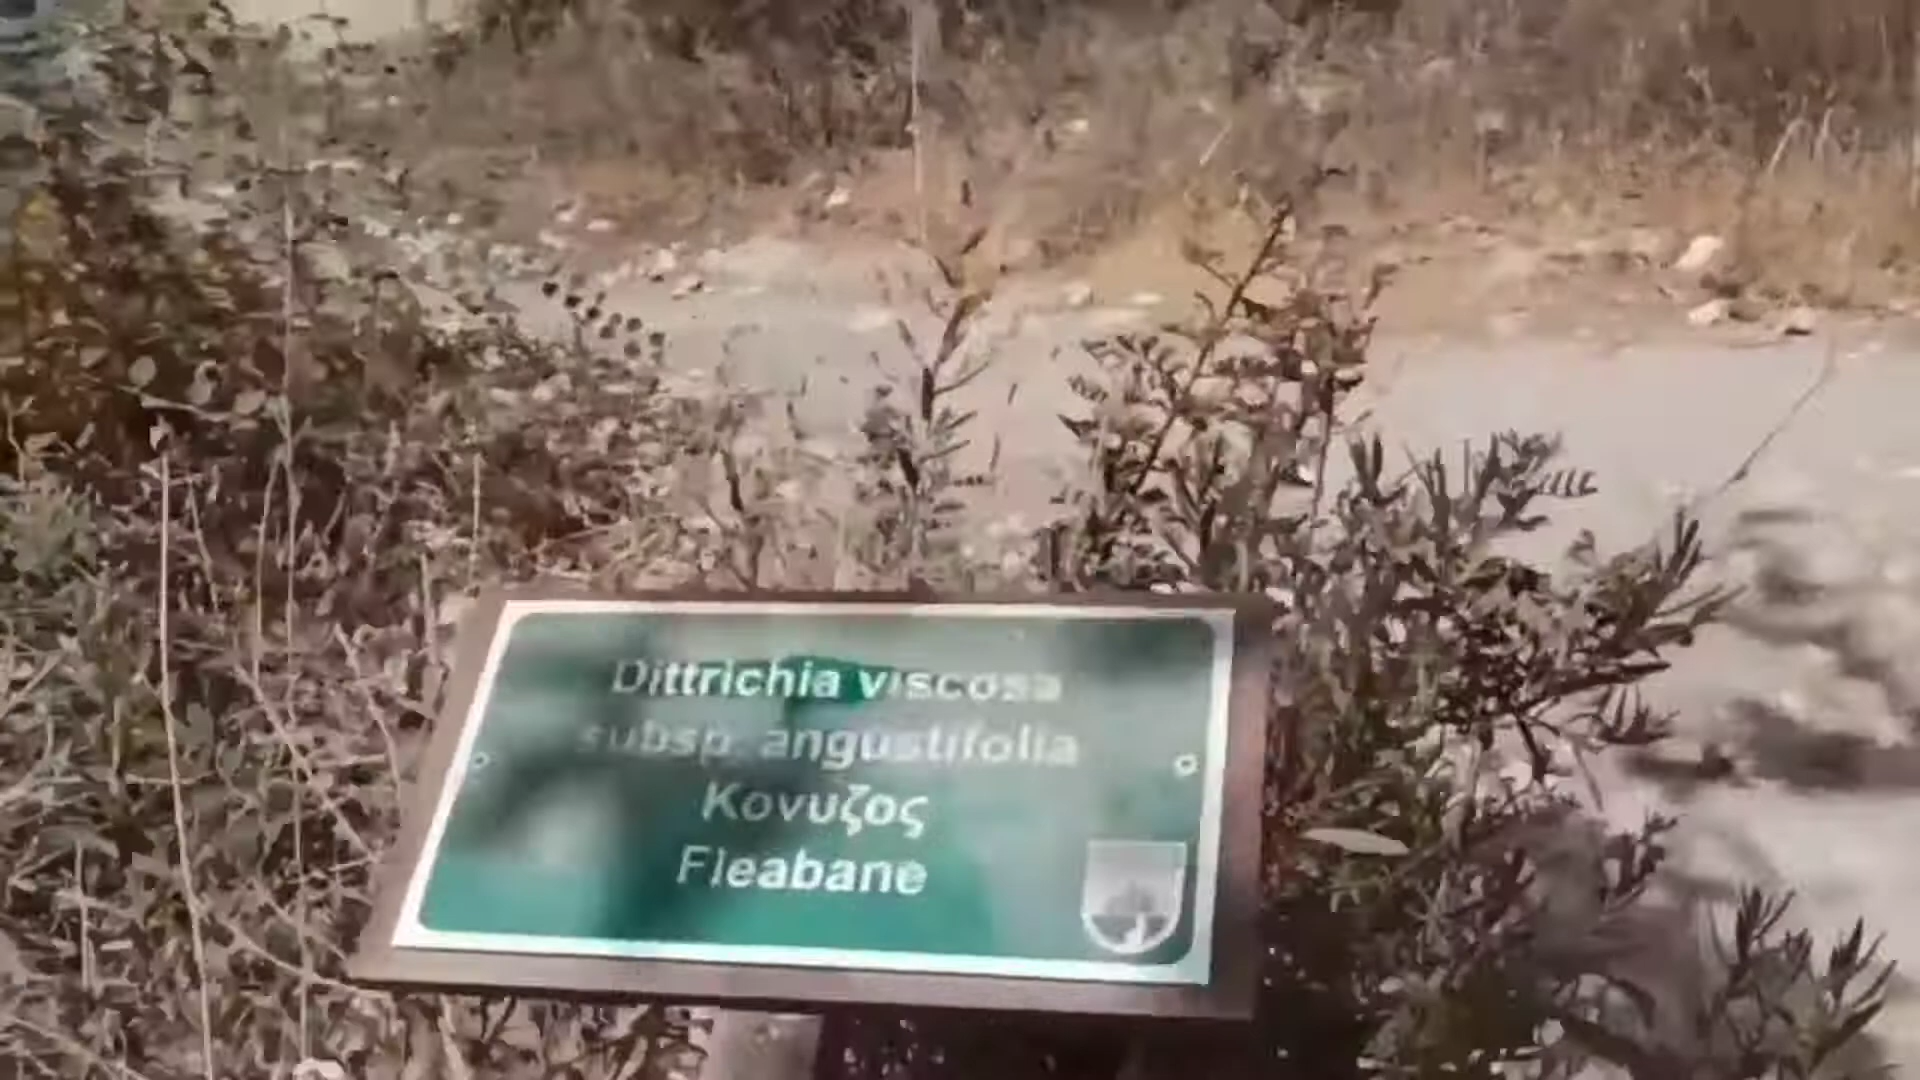 Dittrichia viscosa
subsp. angustifolia
Κονυζος
Fleabane